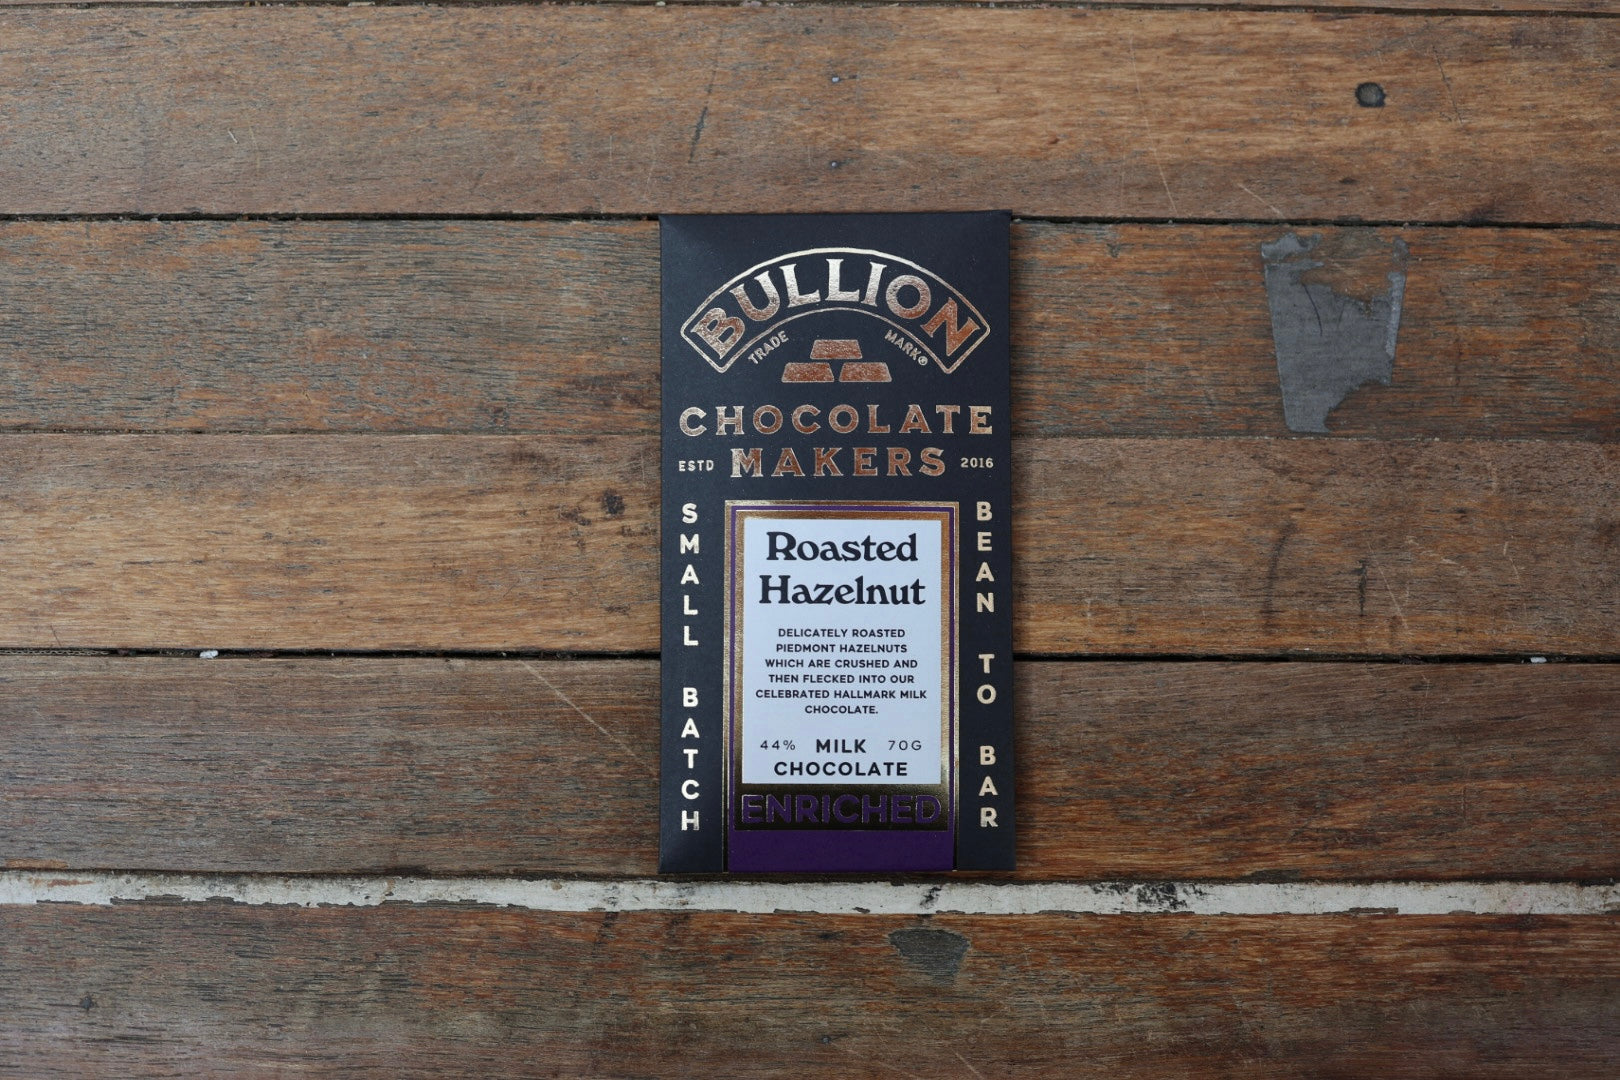 BULLION
TRADE MARK®
CHOCOLATE
ESTD MAKERS 2016
SMALL BATCH
BEAN TO BAR
Roasted
Hazelnut
DELICATELY ROASTED
PIEDMONT HAZELNUTS
WHICH ARE CRUSHED AND
THEN FLECKED INTO OUR
CELEBRATED HALLMARK MILK
CHOCOLATE.
44% MILK 70G
CHOCOLATE
ENRICHED